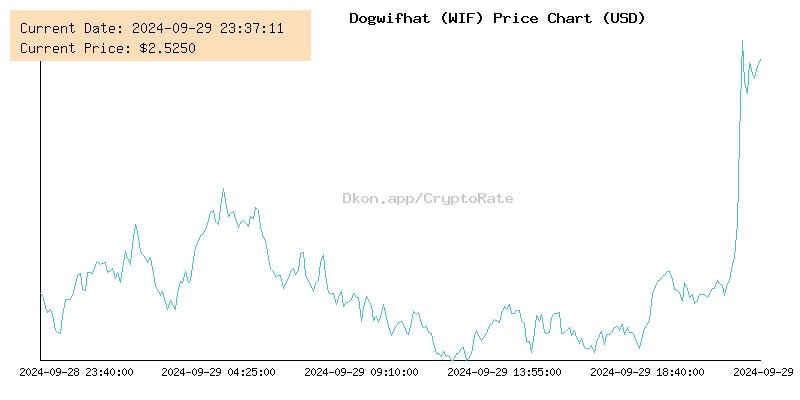 Dogwifhat (WIF) Price Chart (USD)
Current Date: 2024-09-29 23:37:11
Current Price: $2.5250
Dkon.app/CryptoRate
2024-09-28 23:40:00
2024-09-29 04:25:00
2024-09-29 09:10:00
2024-09-29 13:55:00
2024-09-29 18:40:00
2024-09-29